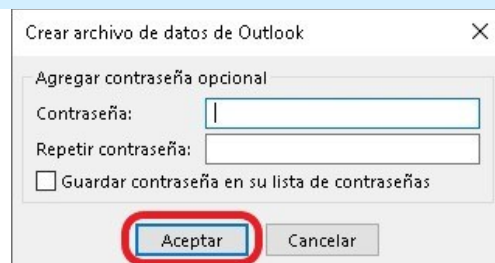 Crear archivo de datos de Outlook
Agregar contraseña opcional
Contraseña:
Repetir contraseña:
Guardar contraseña en su lista de contraseñas
Aceptar
Cancelar